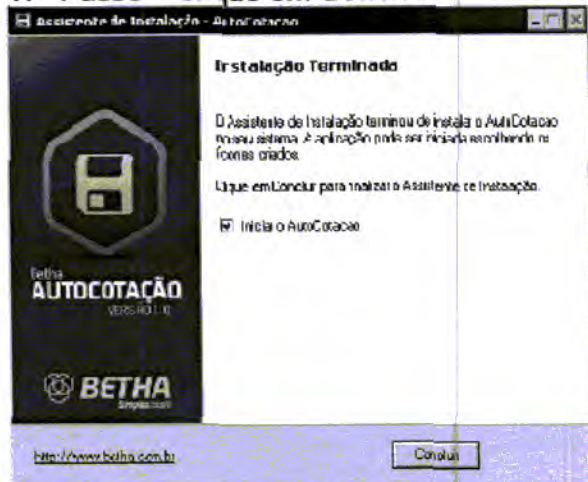 Assistente de Instalação - AutoCotacao
Instalação Terminada
O Assistente de Instalação terminou de instalar o AutoCotacao
no seu sistema. A aplicação pode ser iniciada escolhendo os
ícones criados.
Clique em Concluir para finalizar o Assistente de Instalação.
Iniciar o AutoCotacao
Betha
AUTOCOTAÇÃO
BETHA
http://www.betha.com.br
Concluir